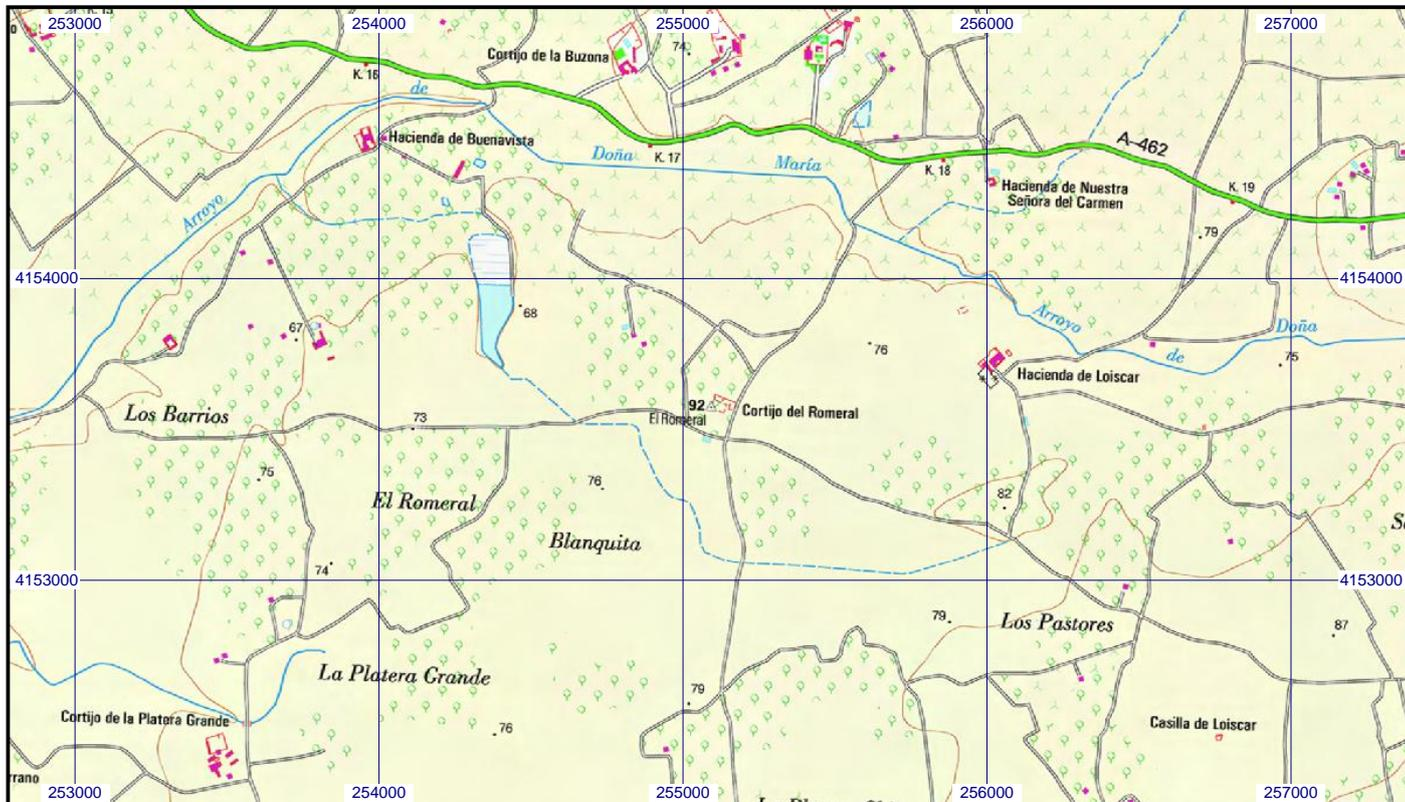 253000 254000 255000 256000 257000
Cortijo de la Buzona
74
K. 16
de
Hacienda de Buenavista
K. 17
Doña
María
A-462
K. 18
K. 19
Hacienda de Nuestra
Señora del Carmen
Arroyo
79
4154000 4154000
68
67
Arroyo
Doña
de
76
75
Hacienda de Loiscar
Los Barrios
92
El Romeral
Cortijo del Romeral
73
75
76
82
El Romeral
Blanquita
74
4153000 4153000
79
Los Pastores
87
La Platera Grande
79
Cortijo de la Platera Grande
76
Casilla de Loiscar
rrano
253000 254000 255000 256000 257000